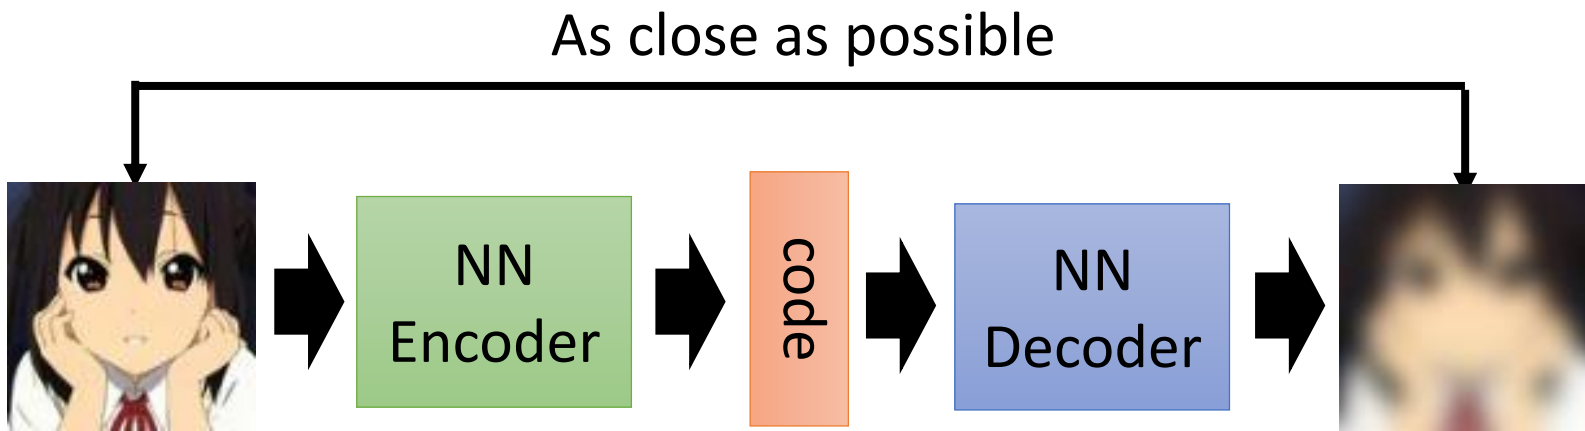 As close as possible
NN
Encoder
code
NN
Decoder